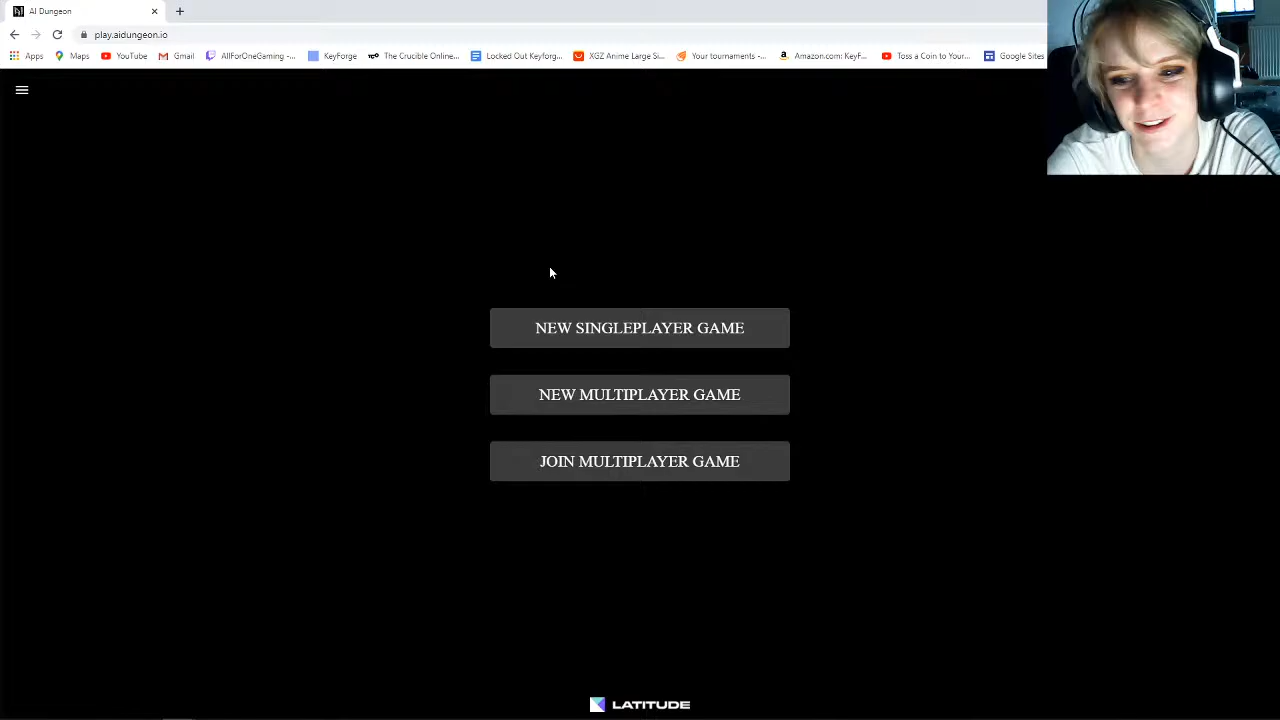 AI Dungeon
play.aidungeon.io
Apps Maps YouTube Gmail AllForOneGaming -... KeyForge The Crucible Online... Locked Out Keyforg... XGZ Anime Large Si... Your tournaments -... Amazon.com: KeyF... Toss a Coin to Your... Google Sites
NEW SINGLEPLAYER GAME
NEW MULTIPLAYER GAME
JOIN MULTIPLAYER GAME
LATITUDE